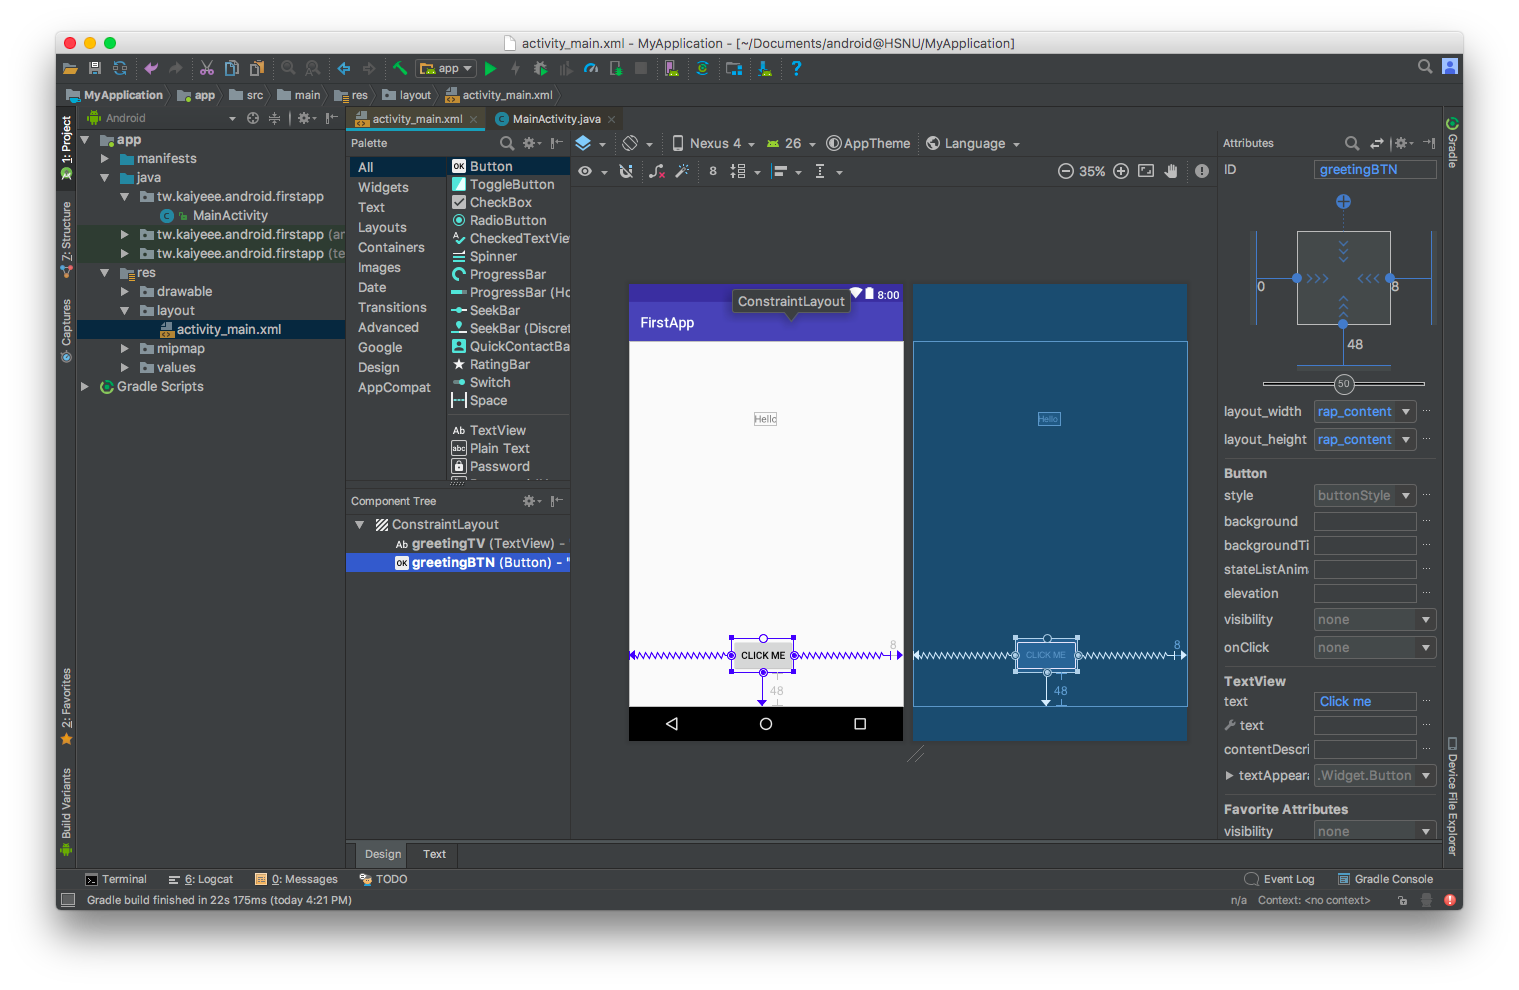 activity_main.xml - MyApplication - [~/Documents/android@HSNU/MyApplication]
app
MyApplication app src main res layout activity_main.xml
1: Project
Z: Structure
Captures
2: Favorites
Build Variants
Android
app
manifests
java
tw.kaiyeee.android.firstapp
MainActivity
tw.kaiyeee.android.firstapp (an
tw.kaiyeee.android.firstapp (te
res
drawable
layout
activity_main.xml
mipmap
values
Gradle Scripts
activity_main.xml MainActivity.java
Palette
All
Widgets
Text
Layouts
Containers
Images
Date
Transitions
Advanced
Google
Design
AppCompat
OK Button
ToggleButton
CheckBox
RadioButton
CheckedTextVie
Spinner
ProgressBar
ProgressBar (Ho
SeekBar
SeekBar (Discret
QuickContactBa
RatingBar
Switch
Space
Ab TextView
abc Plain Text
Password
Component Tree
ConstraintLayout
Ab greetingTV (TextView) -
OK greetingBTN (Button) - "
Nexus 4 26 AppTheme Language
8 35%
ConstraintLayout
8:00
FirstApp
Hello
CLICK ME
8
48
Hello
CLICK ME
8
48
Attributes
ID greetingBTN
0
8
48
50
layout_width rap_content
layout_height rap_content
Button
style buttonStyle
background
backgroundTi
stateListAnim
elevation
visibility none
onClick none
TextView
text Click me
text
contentDescri
textAppeara .Widget.Button
Favorite Attributes
visibility none
Gradle
Device File Explorer
Design Text
Terminal 6: Logcat 0: Messages TODO
Event Log Gradle Console
Gradle build finished in 22s 175ms (today 4:21 PM)
n/a Context: <no context>